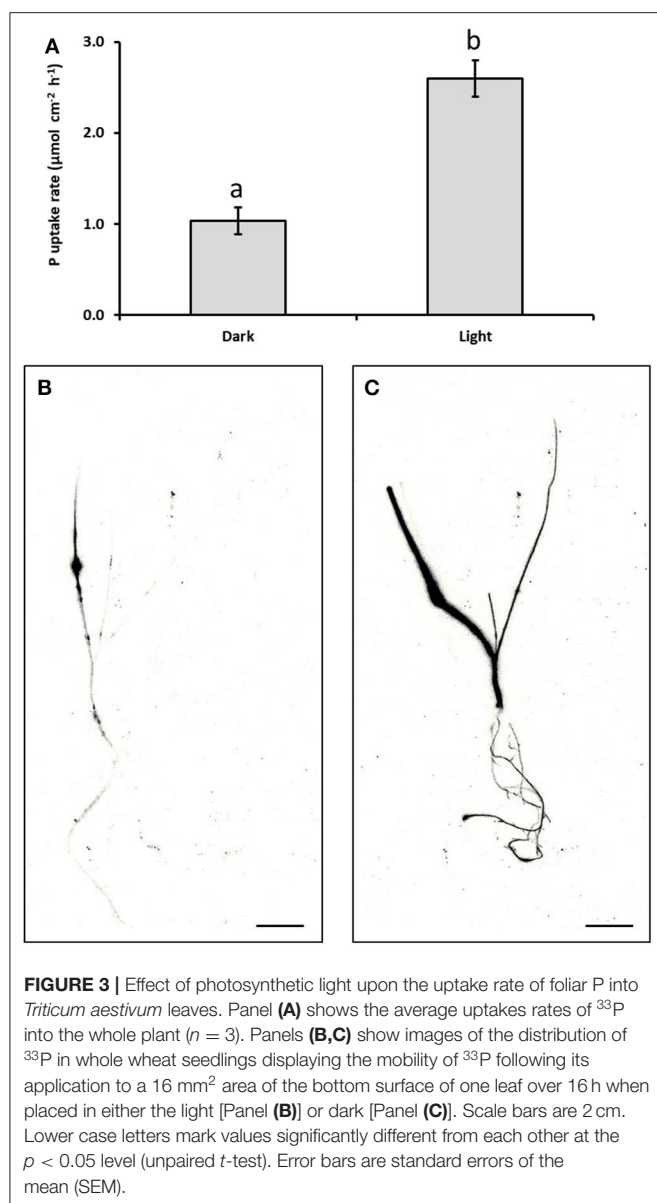 A
3.0
2.0
1.0
0.0
P uptake rate (µmol cm⁻² h⁻¹)
a
b
Dark
Light
B
C
FIGURE 3 | Effect of photosynthetic light upon the uptake rate of foliar P into
Triticum aestivum leaves. Panel (A) shows the average uptakes rates of ³³P
into the whole plant (n = 3). Panels (B,C) show images of the distribution of
³³P in whole wheat seedlings displaying the mobility of ³³P following its
application to a 16 mm² area of the bottom surface of one leaf over 16 h when
placed in either the light [Panel (B)] or dark [Panel (C)]. Scale bars are 2 cm.
Lower case letters mark values significantly different from each other at the
p < 0.05 level (unpaired t-test). Error bars are standard errors of the
mean (SEM).